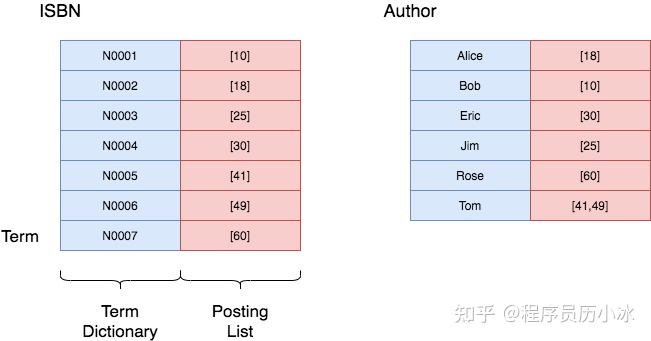 ISBN
N0001 [10]
N0002 [18]
N0003 [25]
N0004 [30]
N0005 [41]
N0006 [49]
Term N0007 [60]
Term Dictionary
Posting List
Author
Alice [18]
Bob [10]
Eric [30]
Jim [25]
Rose [60]
Tom [41,49]
知乎 @程序员历小冰